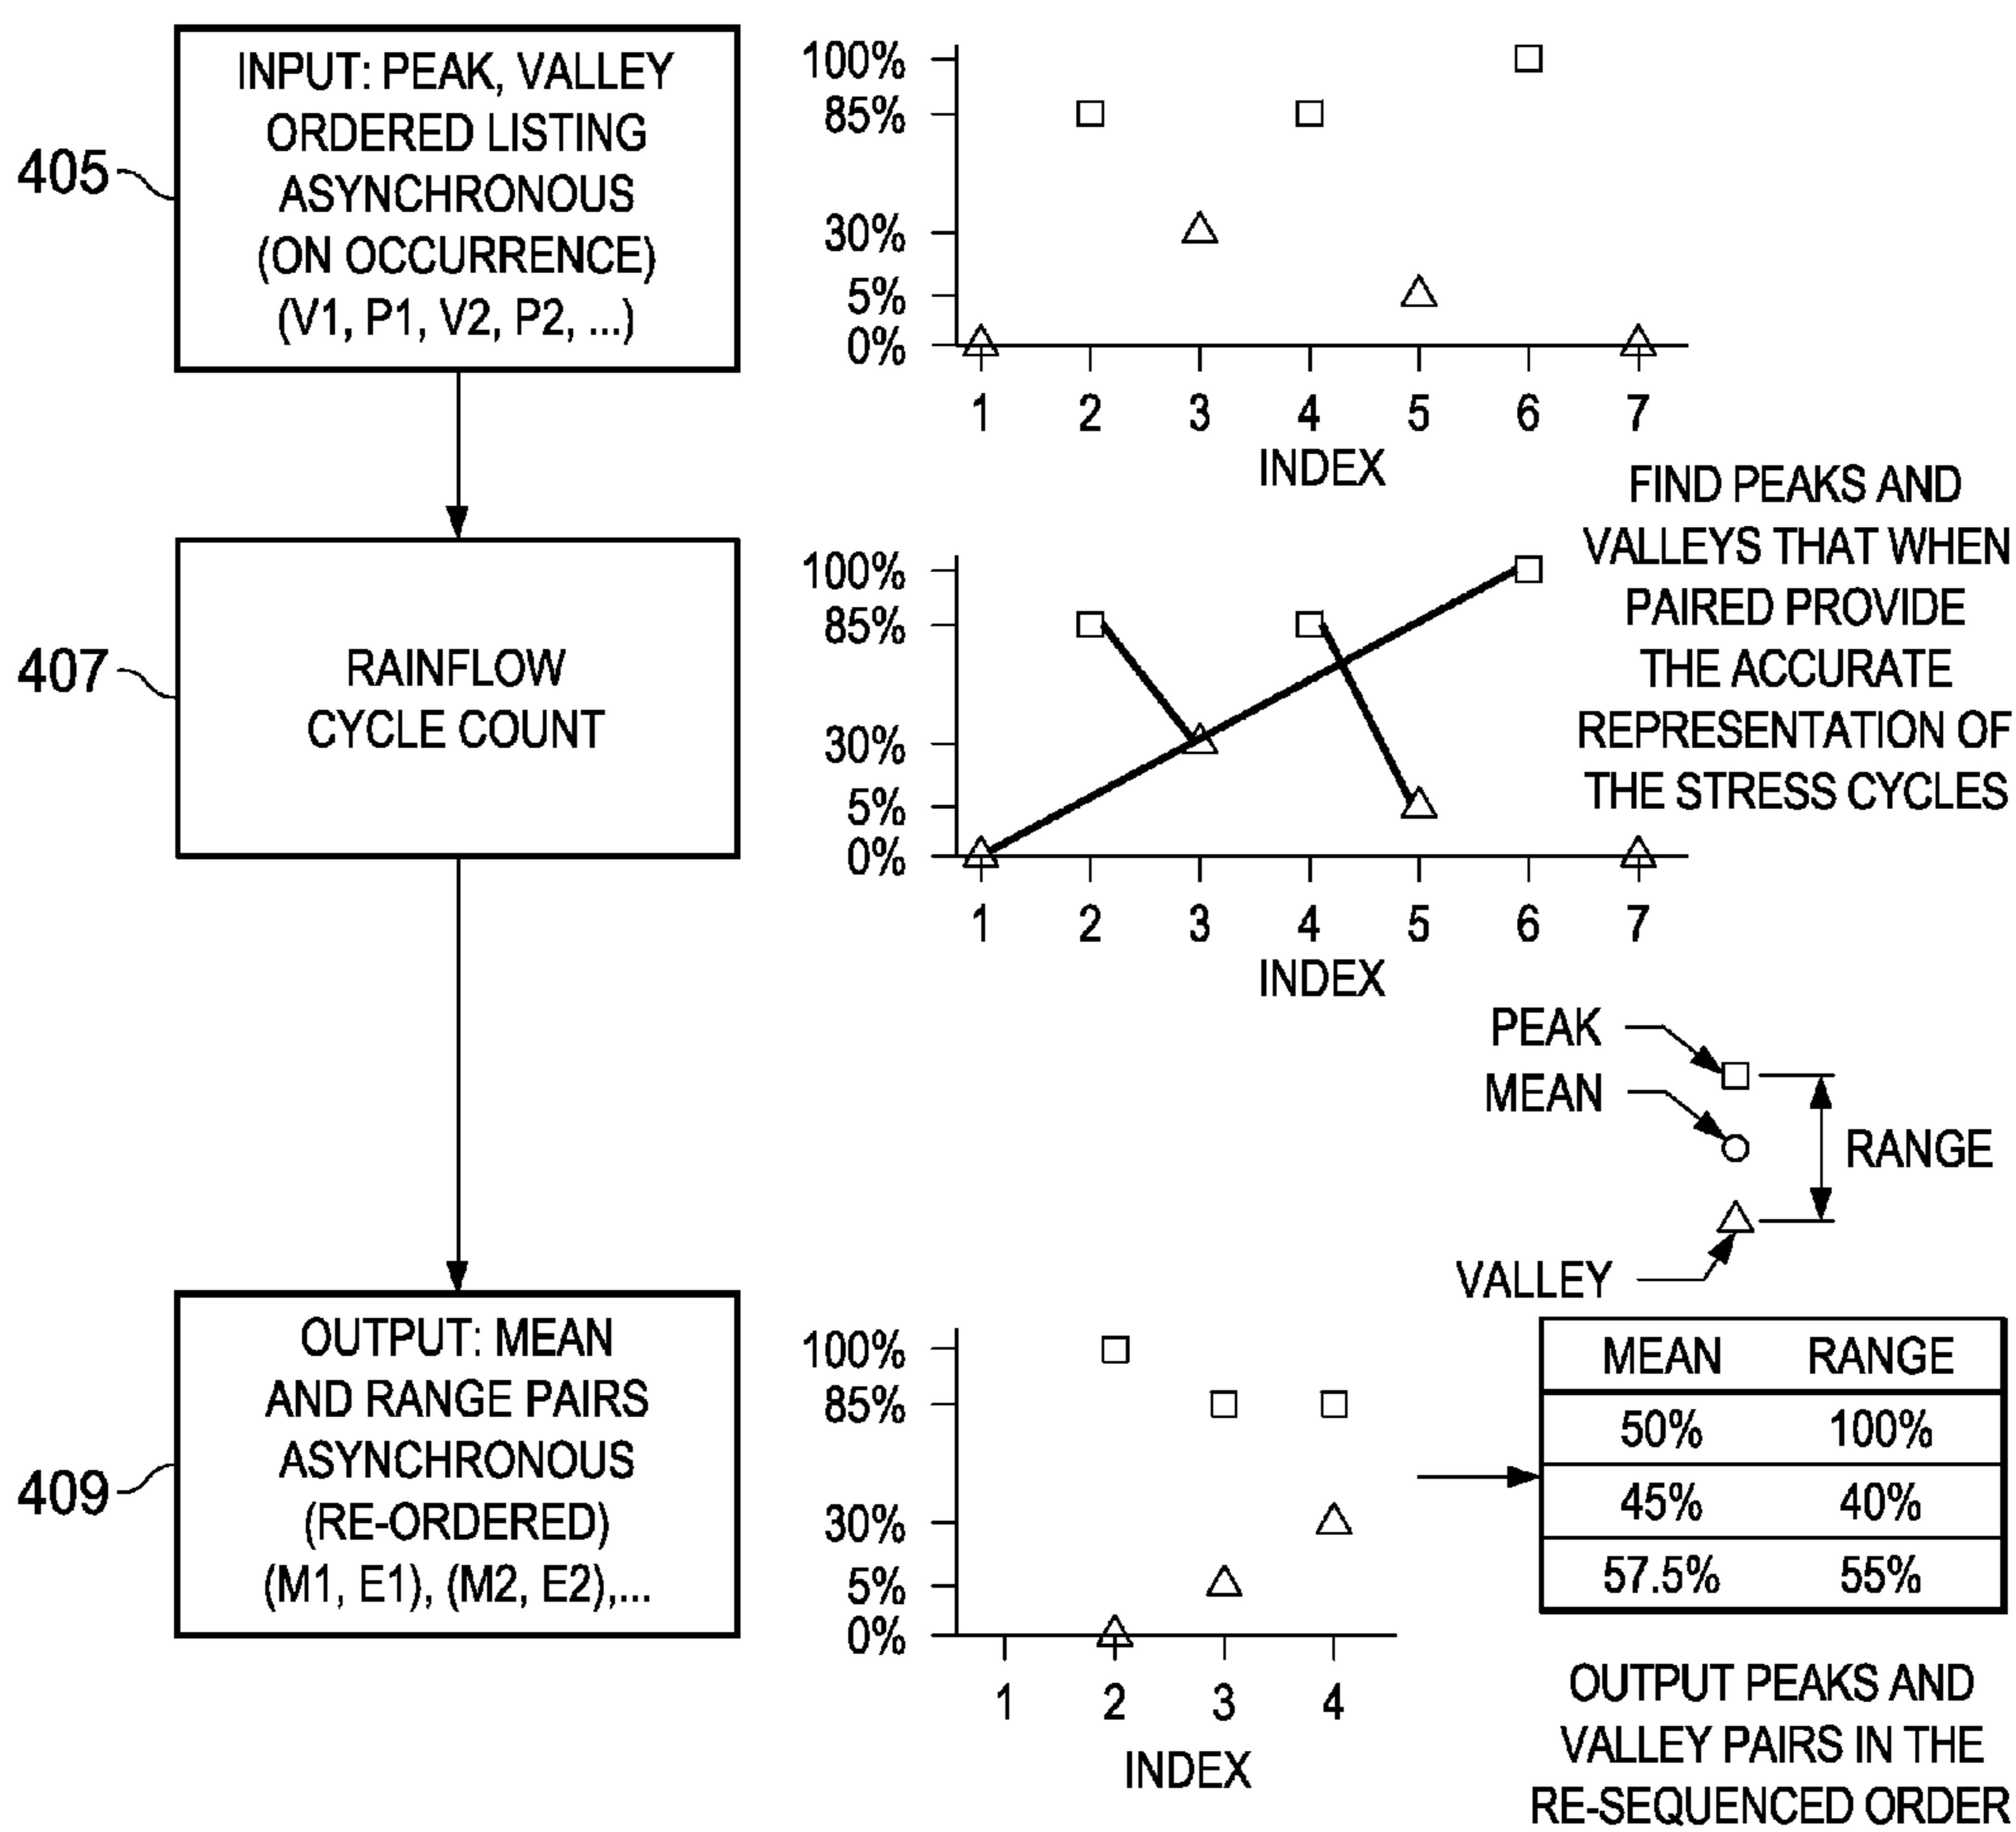 405
INPUT: PEAK, VALLEY
ORDERED LISTING
ASYNCHRONOUS
(ON OCCURRENCE)
(V1, P1, V2, P2, ...)
100%
85%
30%
5%
0%
1 2 3 4 5 6 7
INDEX
407
RAINFLOW
CYCLE COUNT
100%
85%
30%
5%
0%
1 2 3 4 5 6 7
INDEX
FIND PEAKS AND
VALLEYS THAT WHEN
PAIRED PROVIDE
THE ACCURATE
REPRESENTATION OF
THE STRESS CYCLES
PEAK
MEAN
RANGE
VALLEY
409
OUTPUT: MEAN
AND RANGE PAIRS
ASYNCHRONOUS
(RE-ORDERED)
(M1, E1), (M2, E2),...
100%
85%
30%
5%
0%
1 2 3 4
INDEX
MEAN RANGE
50% 100%
45% 40%
57.5% 55%
OUTPUT PEAKS AND
VALLEY PAIRS IN THE
RE-SEQUENCED ORDER